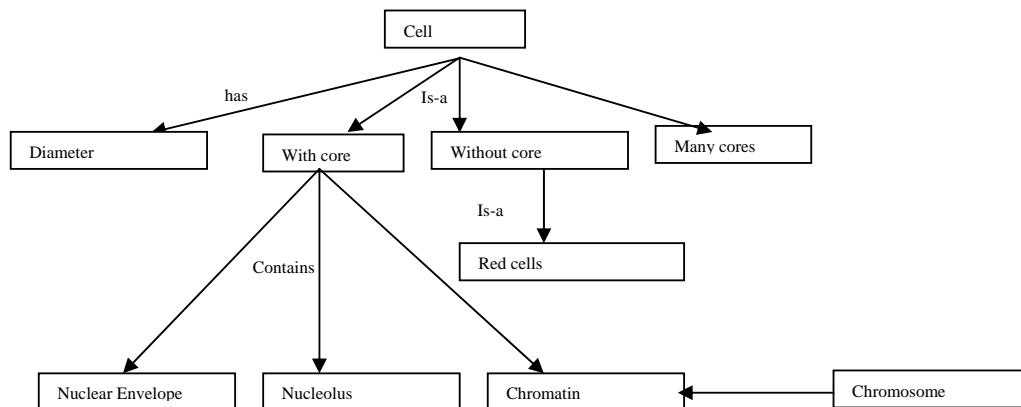 Cell
has
Is-a
Diameter
With core
Without core
Many cores
Is-a
Contains
Red cells
Nuclear Envelope
Nucleolus
Chromatin
Chromosome